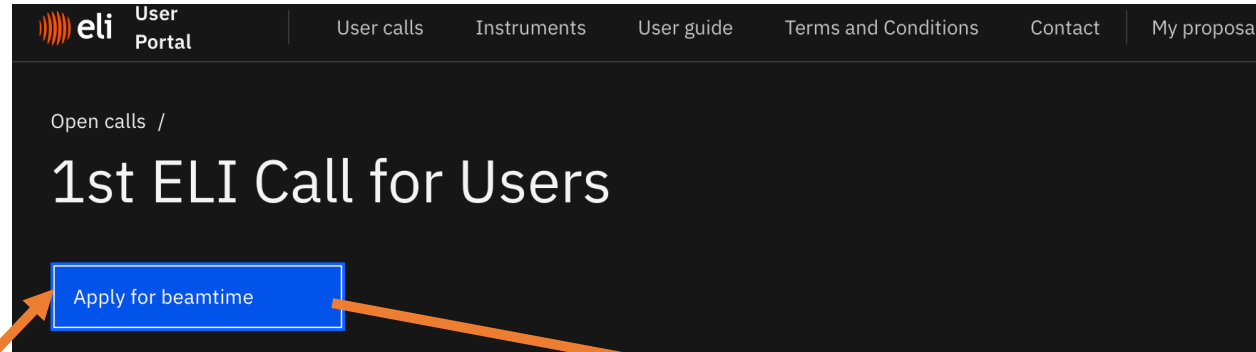 eli User Portal User calls Instruments User guide Terms and Conditions Contact My proposa
Open calls /
1st ELI Call for Users
Apply for beamtime